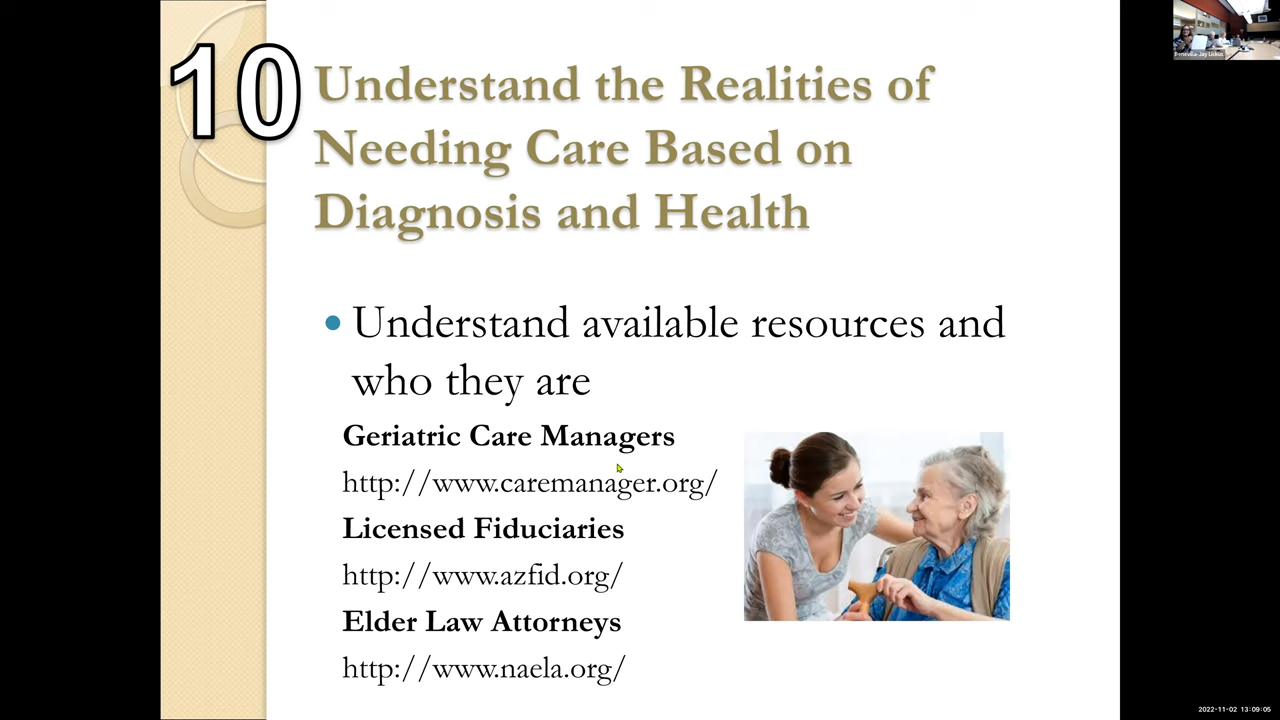 10
Understand the Realities of
Needing Care Based on
Diagnosis and Health
Understand available resources and
who they are
Geriatric Care Managers
http://www.caremanager.org/
Licensed Fiduciaries
http://www.azfid.org/
Elder Law Attorneys
http://www.naela.org/
2022-11-02 13:09:05